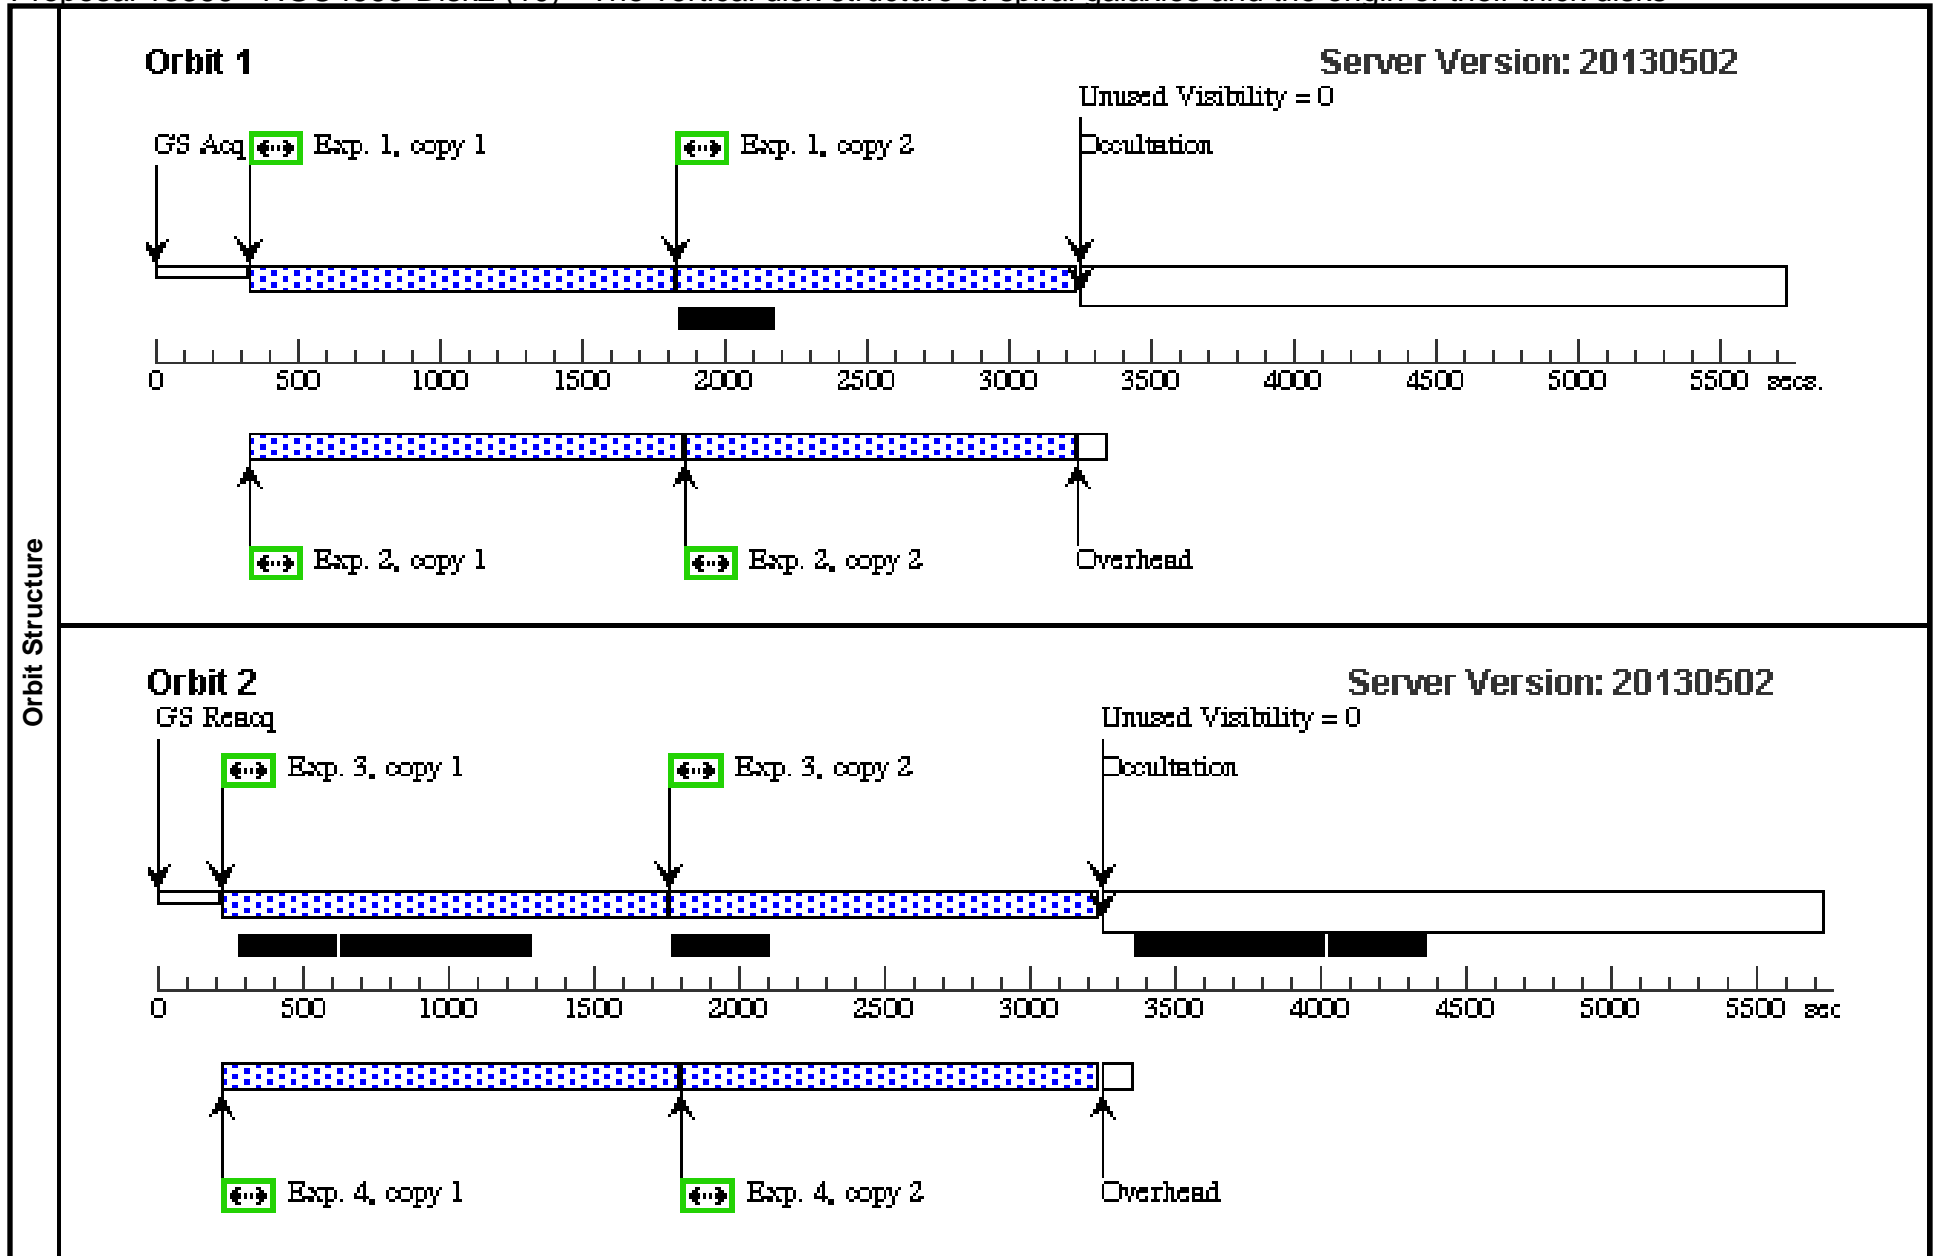 Orbit Structure
Orbit 1
Server Version: 20130502
Unused Visibility = 0
GS Acq Exp. 1, copy 1 Exp. 1, copy 2 Occultation
0 500 1000 1500 2000 2500 3000 3500 4000 4500 5000 5500 secs.
Exp. 2, copy 1 Exp. 2, copy 2 Overhead
Orbit 2
Server Version: 20130502
GS Reacq Unused Visibility = 0
Exp. 3, copy 1 Exp. 3, copy 2 Occultation
0 500 1000 1500 2000 2500 3000 3500 4000 4500 5000 5500 sec
Exp. 4, copy 1 Exp. 4, copy 2 Overhead